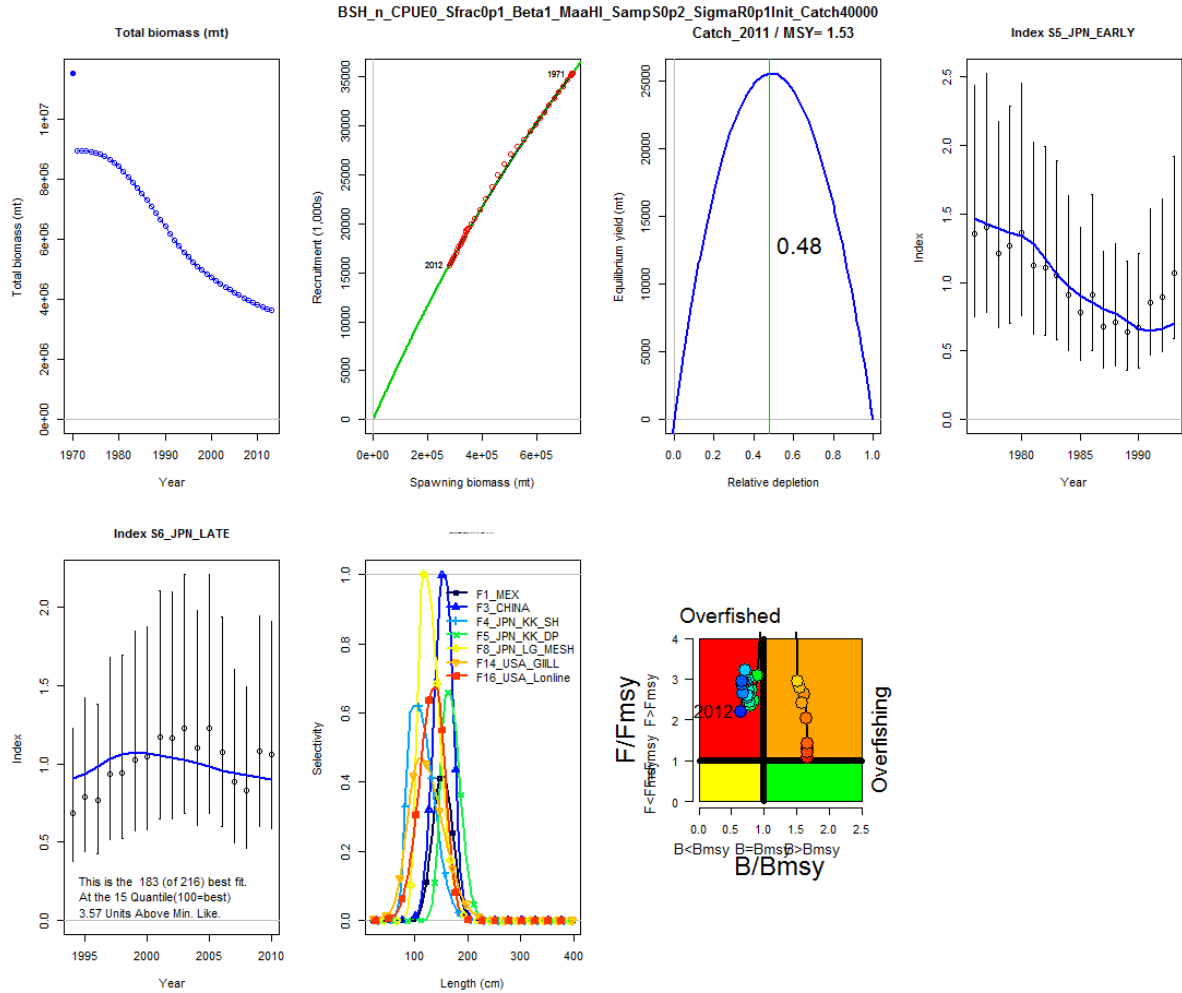 BSH_n_CPUE0_Sfrac0p1_Beta1_MaaHI_SampS0p2_SigmaR0p1Init_Catch40000
Total biomass (mt)
Total biomass (mt)
0e+00 2e+06 4e+06 6e+06 8e+06 1e+07
1970 1980 1990 2000 2010
Year
Recruitment (1,000s)
0 5000 10000 15000 20000 25000 30000 35000
1971
2012
0e+00 2e+05 4e+05 6e+05
Spawning biomass (mt)
Catch_2011 / MSY= 1.53
Equilibrium yield (mt)
0 5000 10000 15000 20000 25000
0.48
0.0 0.2 0.4 0.6 0.8 1.0
Relative depletion
Index S5_JPN_EARLY
Index
0.0 0.5 1.0 1.5 2.0 2.5
1980 1985 1990
Year
Index S6_JPN_LATE
Index
0.0 0.5 1.0 1.5 2.0
This is the 183 (of 216) best fit.
At the 15 Quantile(100=best)
3.57 Units Above Min. Like.
1995 2000 2005 2010
Year
Selectivity
0.0 0.2 0.4 0.6 0.8 1.0
F1_MEX
F3_CHINA
F4_JPN_KK_SH
F5_JPN_KK_DP
F8_JPN_LG_MESH
F14_USA_GIILL
F16_USA_Lonline
0 100 200 300 400
Length (cm)
Overfished
Overfishing
F/Fmsy
F>Fmsy
0 1 2 3 4
2012
0.0 0.5 1.0 1.5 2.0 2.5
B<Bmsy B=Bmsy B>Bmsy
B/Bmsy